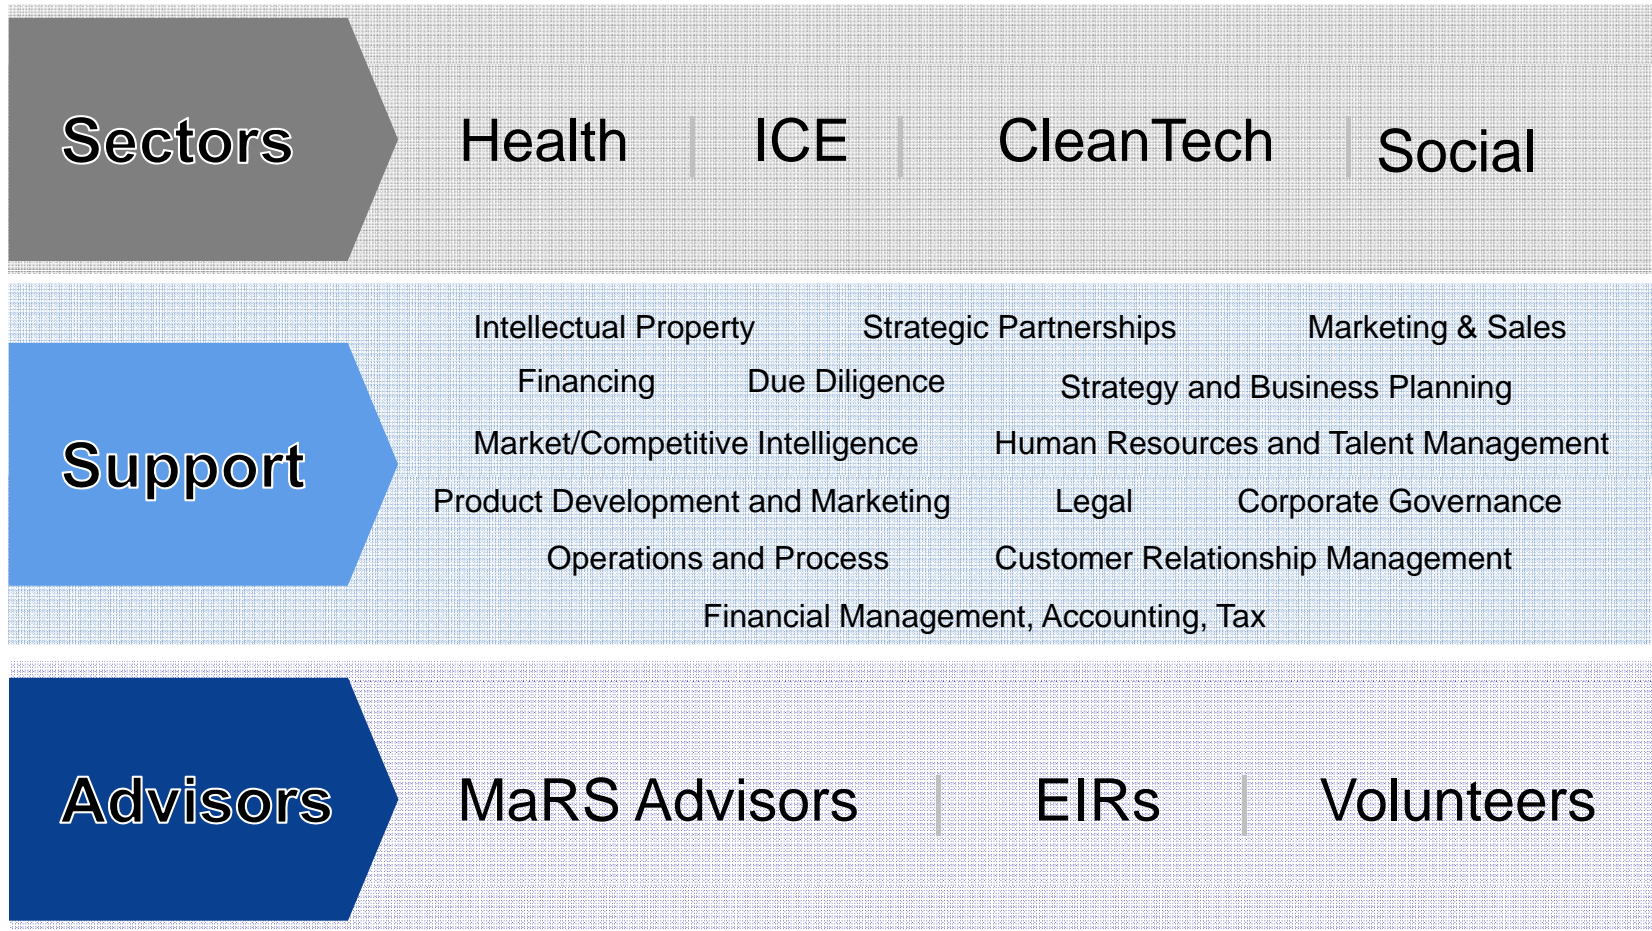 Sectors
Health | ICE | CleanTech | Social
Support
Intellectual Property Strategic Partnerships Marketing & Sales
Financing Due Diligence Strategy and Business Planning
Market/Competitive Intelligence Human Resources and Talent Management
Product Development and Marketing Legal Corporate Governance
Operations and Process Customer Relationship Management
Financial Management, Accounting, Tax
Advisors
MaRS Advisors | EIRs | Volunteers